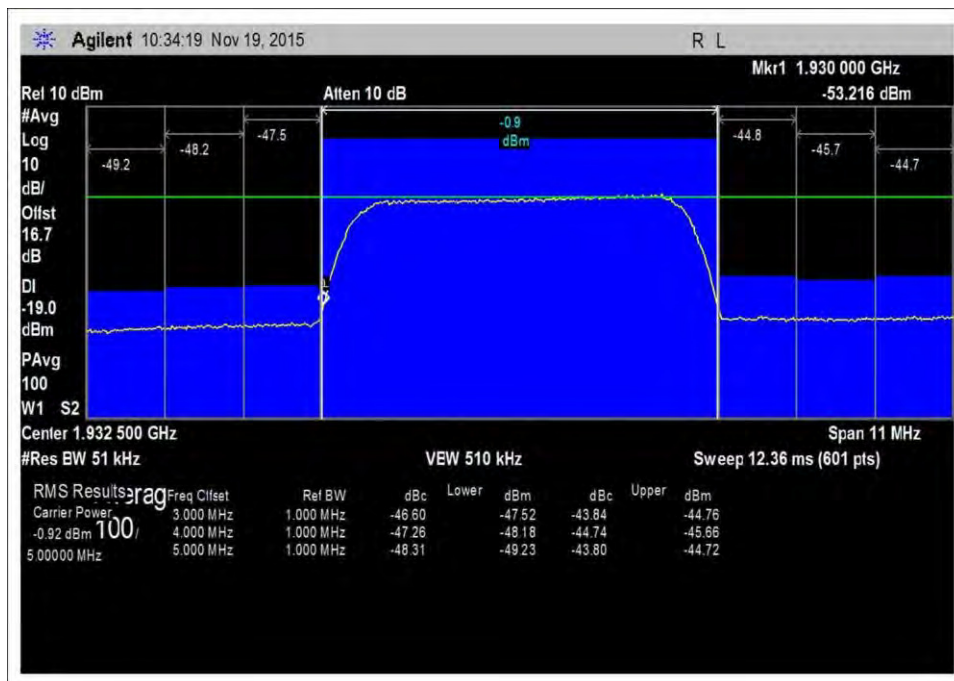 Agilent 10:34:19 Nov 19, 2015 R L
Mkr1 1.930 000 GHz
Rel 10 dBm Atten 10 dB -53.216 dBm
#Avg
Log
10
dB/
Offst
16.7
dB
DI
-19.0
dBm
PAvg
100
W1 S2
-49.2 -48.2 -47.5 -0.9 dBm -44.8 -45.7 -44.7
1
Center 1.932 500 GHz Span 11 MHz
#Res BW 51 kHz VBW 510 kHz Sweep 12.36 ms (601 pts)
RMS Results Freq Offset Ref BW dBc Lower dBm dBc Upper dBm
Carrier Power 3.000 MHz 1.000 MHz -46.60 -47.52 -43.84 -44.76
-0.92 dBm 100/ 4.000 MHz 1.000 MHz -47.26 -48.18 -44.74 -45.66
5.00000 MHz 5.000 MHz 1.000 MHz -48.31 -49.23 -43.80 -44.72